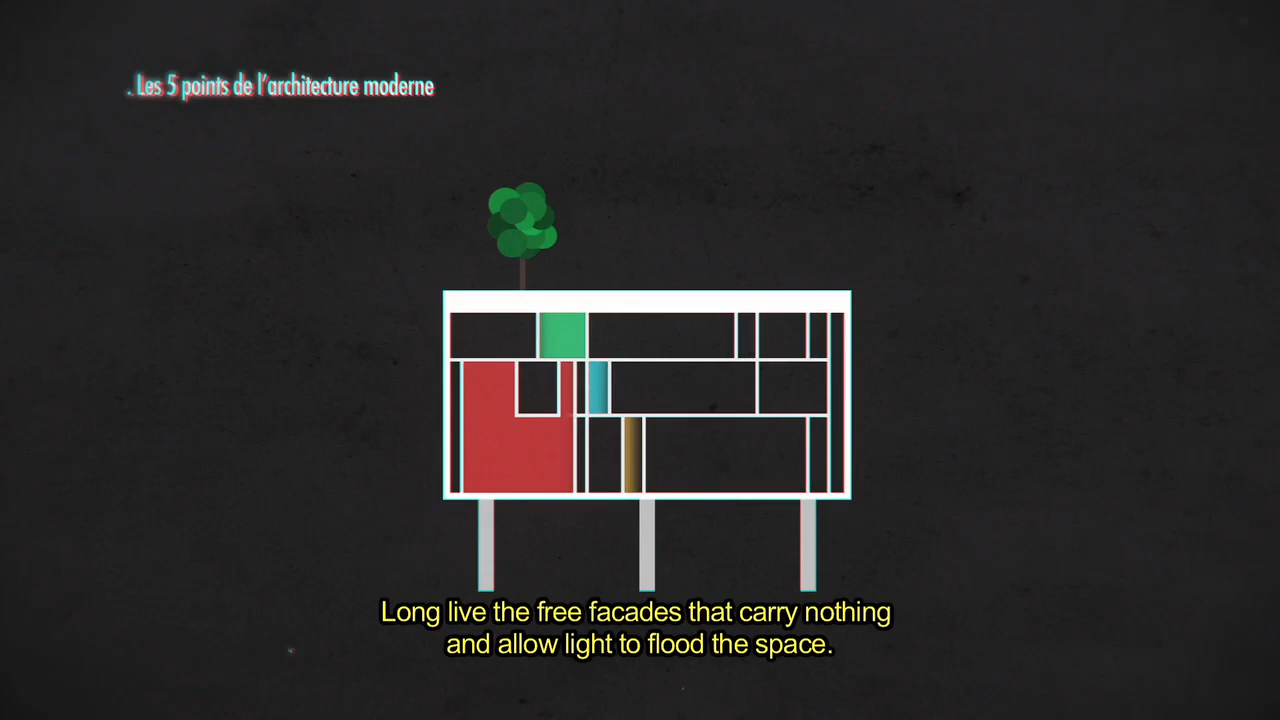 . Les 5 points de l'architecture moderne
Long live the free facades that carry nothing
and allow light to flood the space.